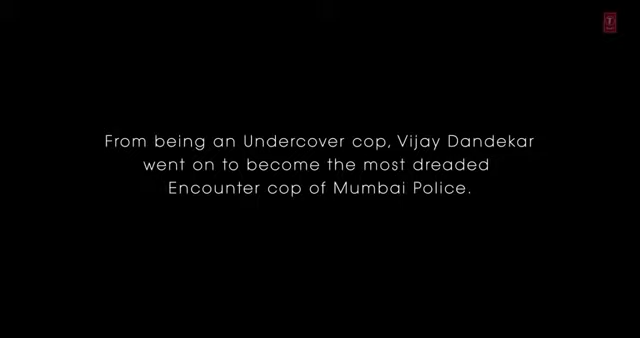 From being an Undercover cop, Vijay Dandekar
went on to become the most dreaded
Encounter cop of Mumbai Police.